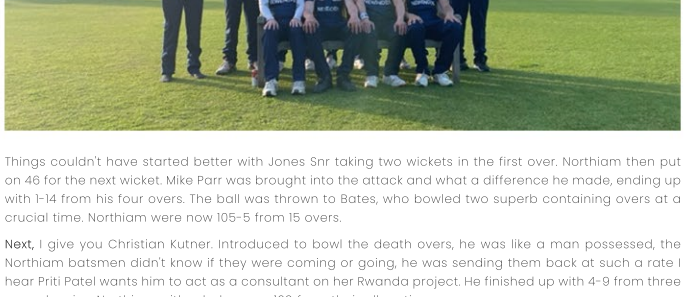 Things couldn't have started better with Jones Snr taking two wickets in the first over. Northiam then put
on 46 for the next wicket. Mike Parr was brought into the attack and what a difference he made, ending up
with 1-14 from his four overs. The ball was thrown to Bates, who bowled two superb containing overs at a
crucial time. Northiam were now 105-5 from 15 overs.
Next, I give you Christian Kutner. Introduced to bowl the death overs, he was like a man possessed, the
Northiam batsmen didn't know if they were coming or going, he was sending them back at such a rate I
hear Priti Patel wants him to act as a consultant on her Rwanda project. He finished up with 4-9 from three